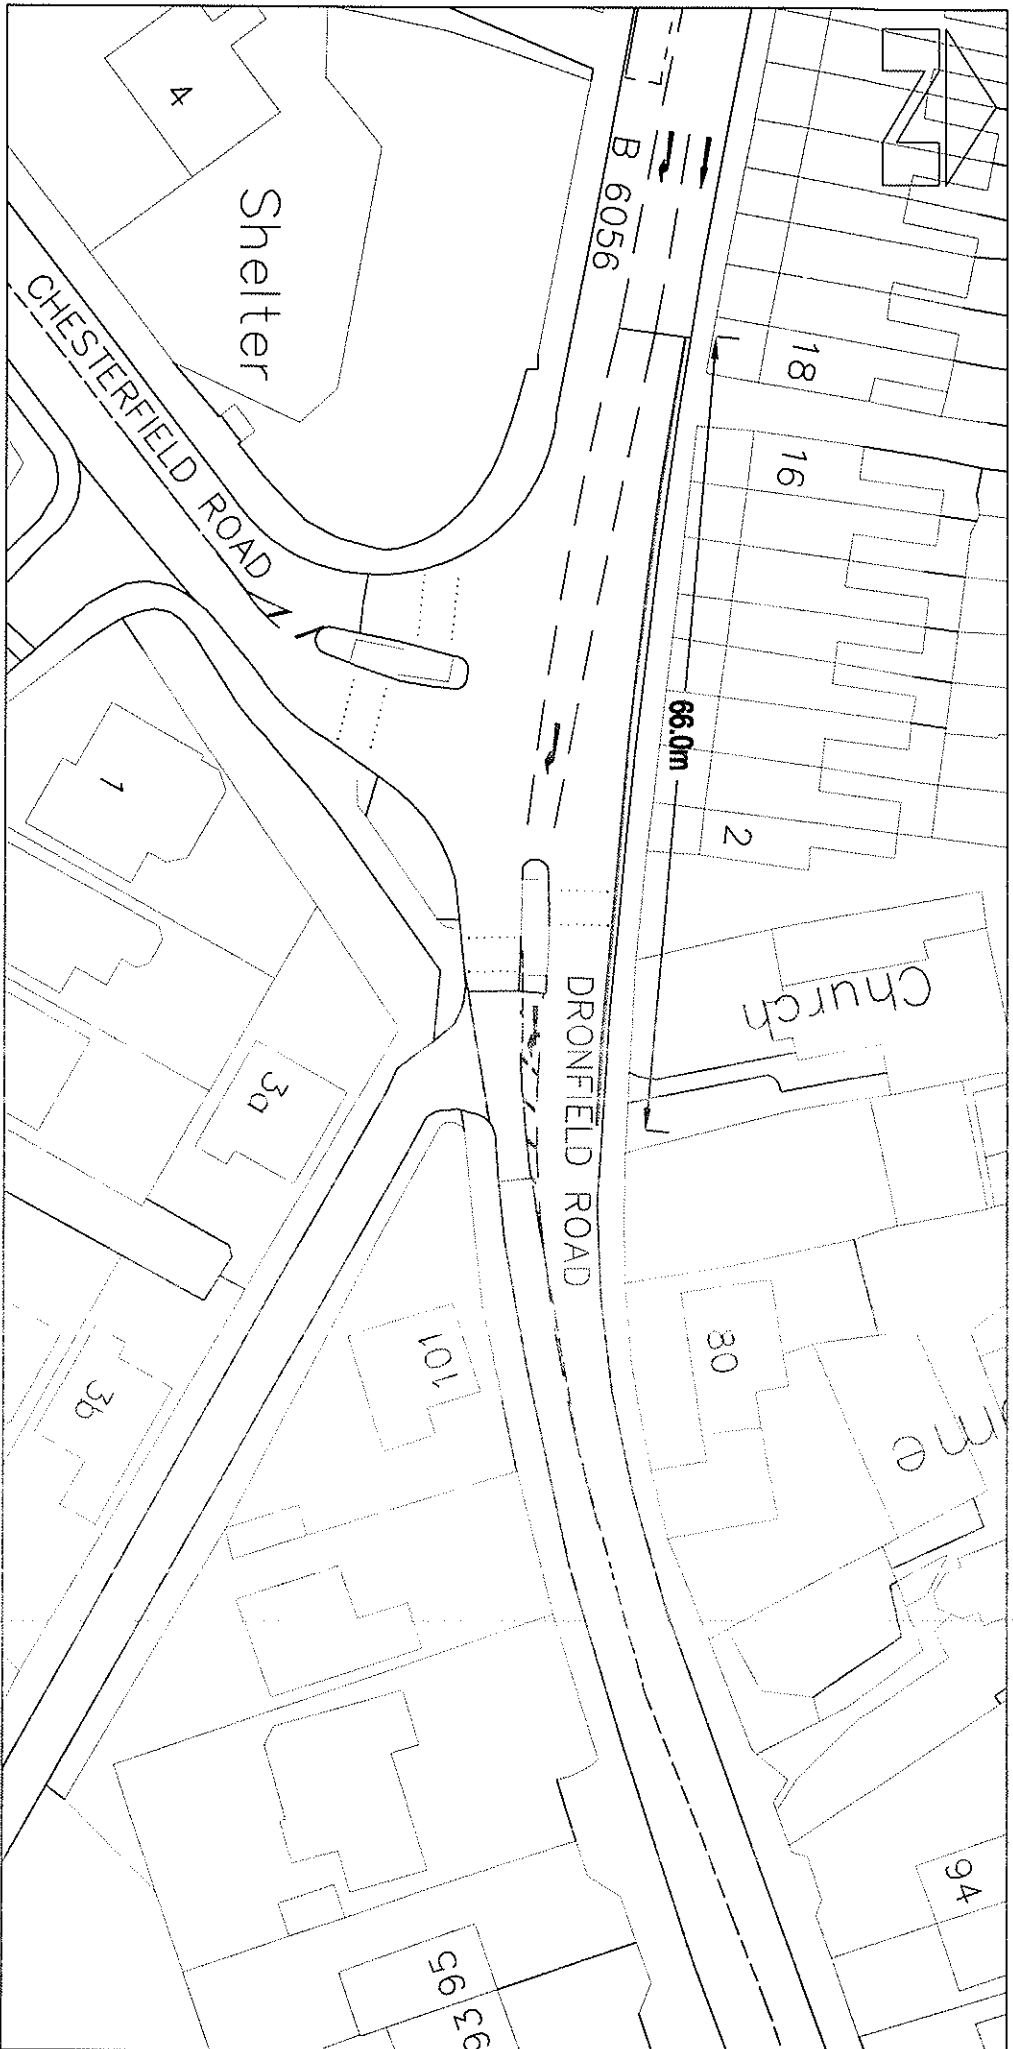 N
4
Shelter
CHESTERFIELD ROAD
B 6056
18
16
66.0m
2
Church
DRONFIELD ROAD
1
3a
3b
101
80
ome
94
95
93